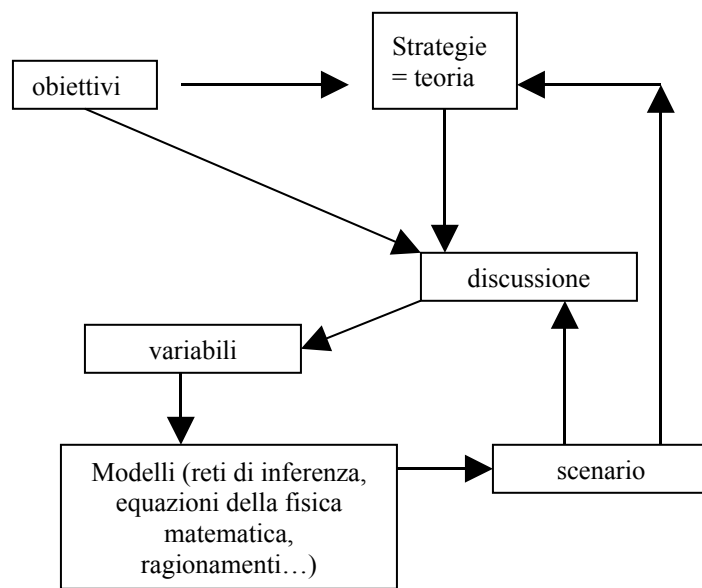 Strategie
= teoria
obiettivi
discussione
variabili
Modelli (reti di inferenza,
equazioni della fisica
matematica,
ragionamenti…)
scenario